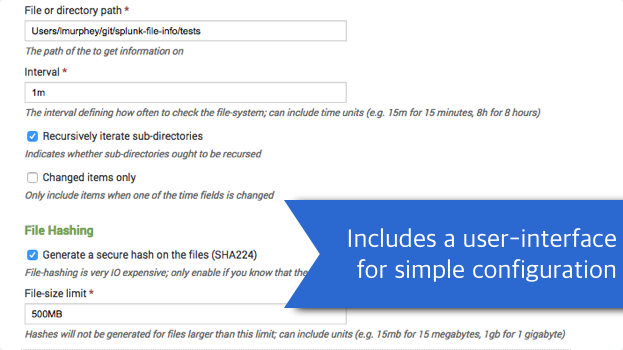 File or directory path *
Users/lmurphey/git/splunk-file-info/tests
The path of the to get information on
Interval *
1m
The interval defining how often to check the file-system; can include time units (e.g. 15m for 15 minutes, 8h for 8 hours)
Recursively iterate sub-directories
Indicates whether sub-directories ought to be recursed
Changed items only
Only include items when one of the time fields is changed
File Hashing
Generate a secure hash on the files (SHA224)
File-hashing is very IO expensive; only enable if you know that the
File-size limit *
500MB
Hashes will not be generated for files larger than this limit; can include units (e.g. 15mb for 15 megabytes, 1gb for 1 gigabyte)
Includes a user-interface
for simple configuration